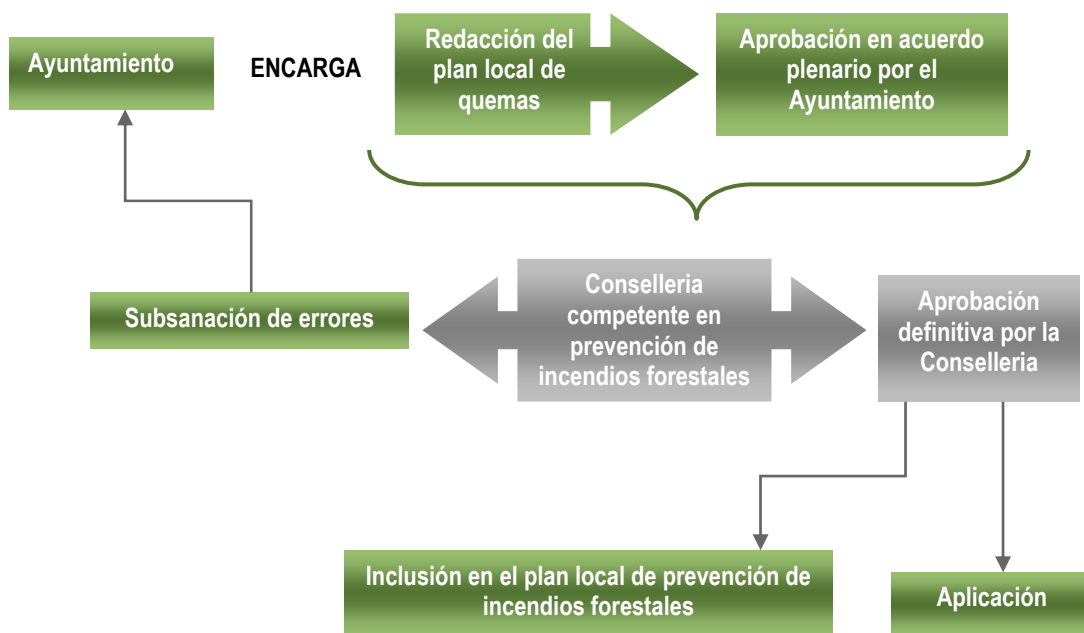 Ayuntamiento
ENCARGA
Redacción del
plan local de
quemas
Aprobación en acuerdo
plenario por el
Ayuntamiento
Subsanación de errores
Conselleria
competente en
prevención de
incendios forestales
Aprobación
definitiva por la
Conselleria
Inclusión en el plan local de prevención de
incendios forestales
Aplicación